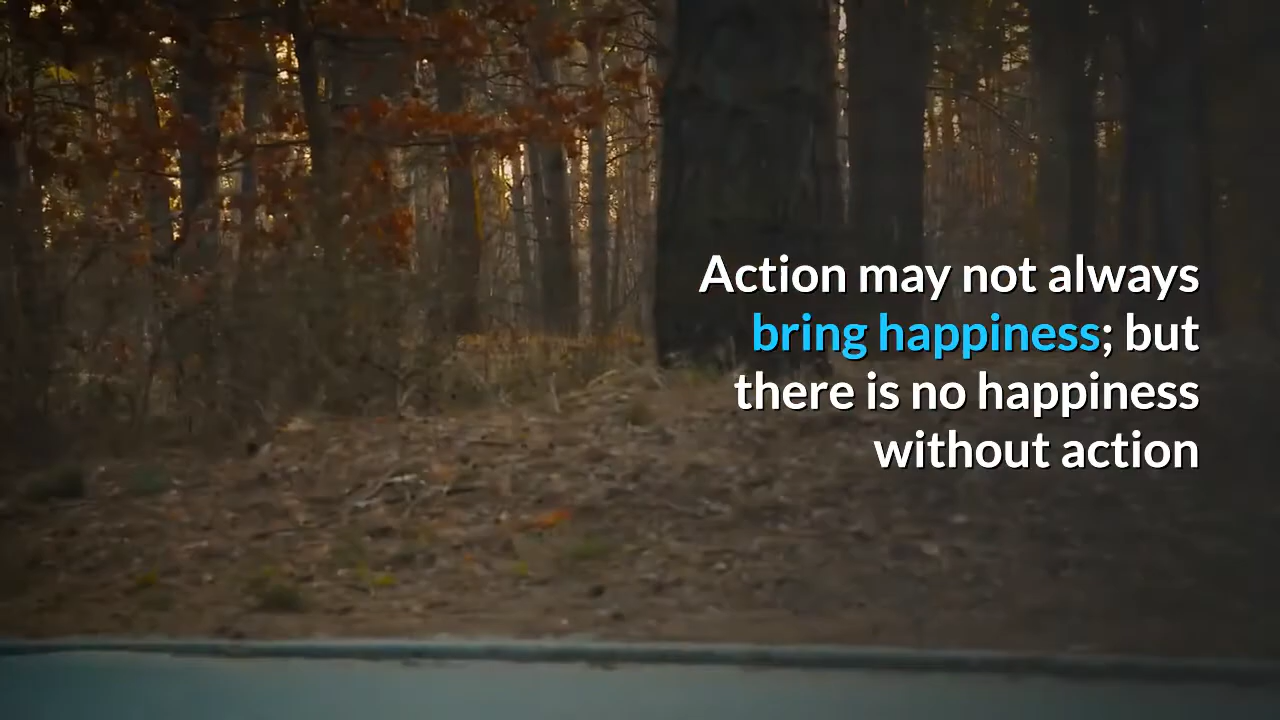 Action may not always
bring happiness; but
there is no happiness
without action